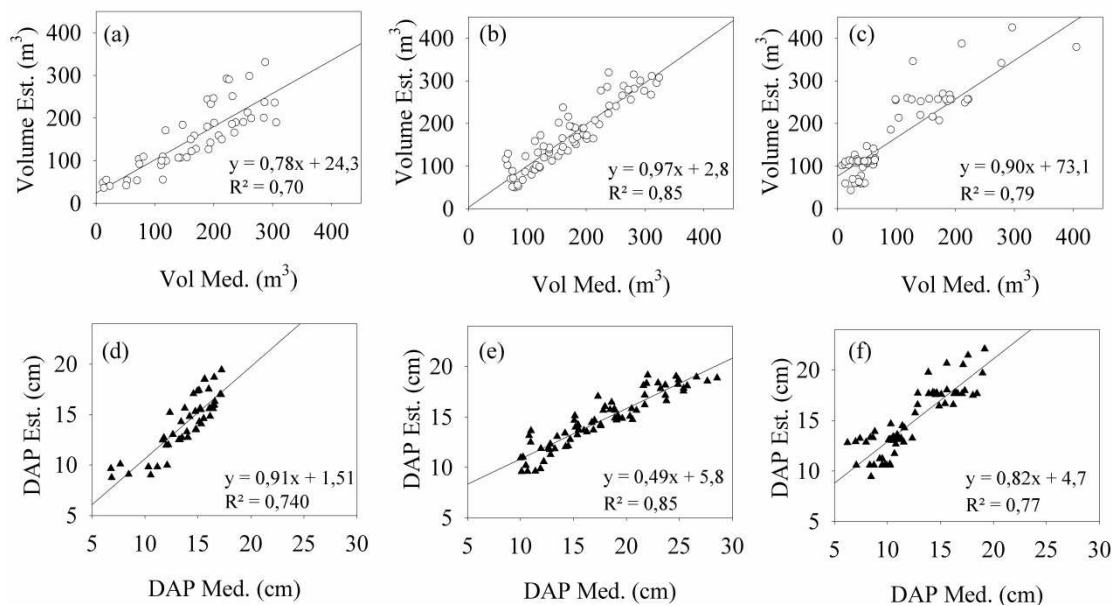 (a)
Volume Est. (m³)
400
300
200
100
0
y = 0,78x + 24,3
R² = 0,70
0 100 200 300 400
Vol Med. (m³)
(b)
Volume Est. (m³)
400
300
200
100
0
y = 0,97x + 2,8
R² = 0,85
0 100 200 300 400
Vol Med. (m³)
(c)
Volume Est. (m³)
400
300
200
100
0
y = 0,90x + 73,1
R² = 0,79
0 100 200 300 400
Vol Med. (m³)
(d)
DAP Est. (cm)
20
15
10
5
y = 0,91x + 1,51
R² = 0,740
5 10 15 20 25 30
DAP Med. (cm)
(e)
DAP Est. (cm)
20
15
10
5
y = 0,49x + 5,8
R² = 0,85
5 10 15 20 25 30
DAP Med. (cm)
(f)
DAP Est. (cm)
20
15
10
5
y = 0,82x + 4,7
R² = 0,77
5 10 15 20 25 30
DAP Med. (cm)